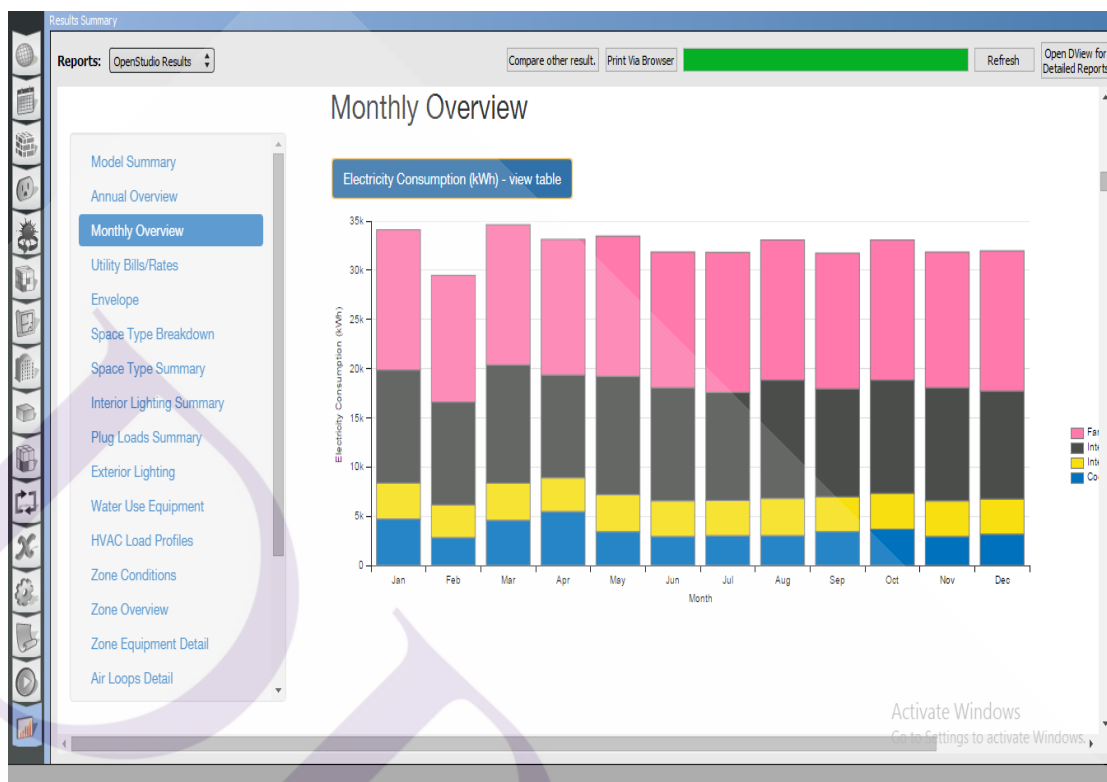 Results Summary
Reports: OpenStudio Results
Compare other result. Print Via Browser
Refresh
Open DView for
Detailed Reports
Model Summary
Annual Overview
Monthly Overview
Utility Bills/Rates
Envelope
Space Type Breakdown
Space Type Summary
Interior Lighting Summary
Plug Loads Summary
Exterior Lighting
Water Use Equipment
HVAC Load Profiles
Zone Conditions
Zone Overview
Zone Equipment Detail
Air Loops Detail
Monthly Overview
Electricity Consumption (kWh) - view table
Electricity Consumption (kWh)
35k
30k
25k
20k
15k
10k
5k
0
Jan Feb Mar Apr May Jun Jul Aug Sep Oct Nov Dec
Month
Fan
Inte
Inte
Co
Activate Windows
Go to Settings to activate Windows.